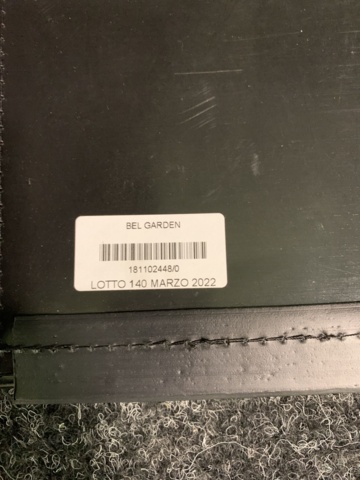 BEL GARDEN
181102448/0
LOTTO 140 MARZO 2022